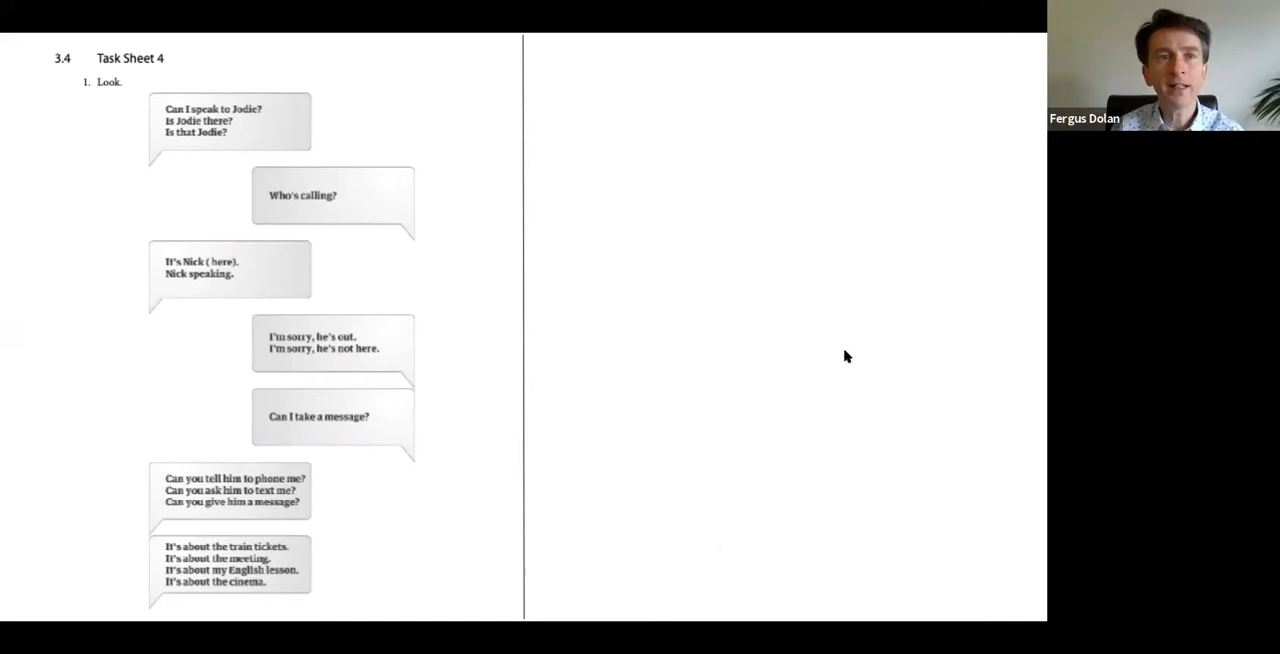 3.4 Task Sheet 4
1. Look.
Can I speak to Jodie?
Is Jodie there?
Is that Jodie?
Who's calling?
It's Nick ( here).
Nick speaking.
I'm sorry, he's out.
I'm sorry, he's not here.
Can I take a message?
Can you tell him to phone me?
Can you ask him to text me?
Can you give him a message?
It's about the train tickets.
It's about the meeting.
It's about my English lesson.
It's about the cinema.
Fergus Dolan